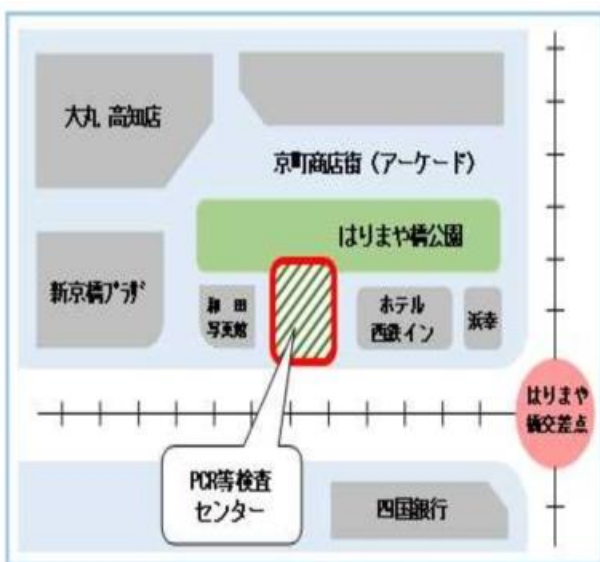 大丸 高知店
京町商店街（アーケード）
はりまや橋公園
新京橋プラザ
和田
写真館
ホテル
西鉄イン
浜幸
はりまや
橋交差点
PCR等検査
センター
四国銀行